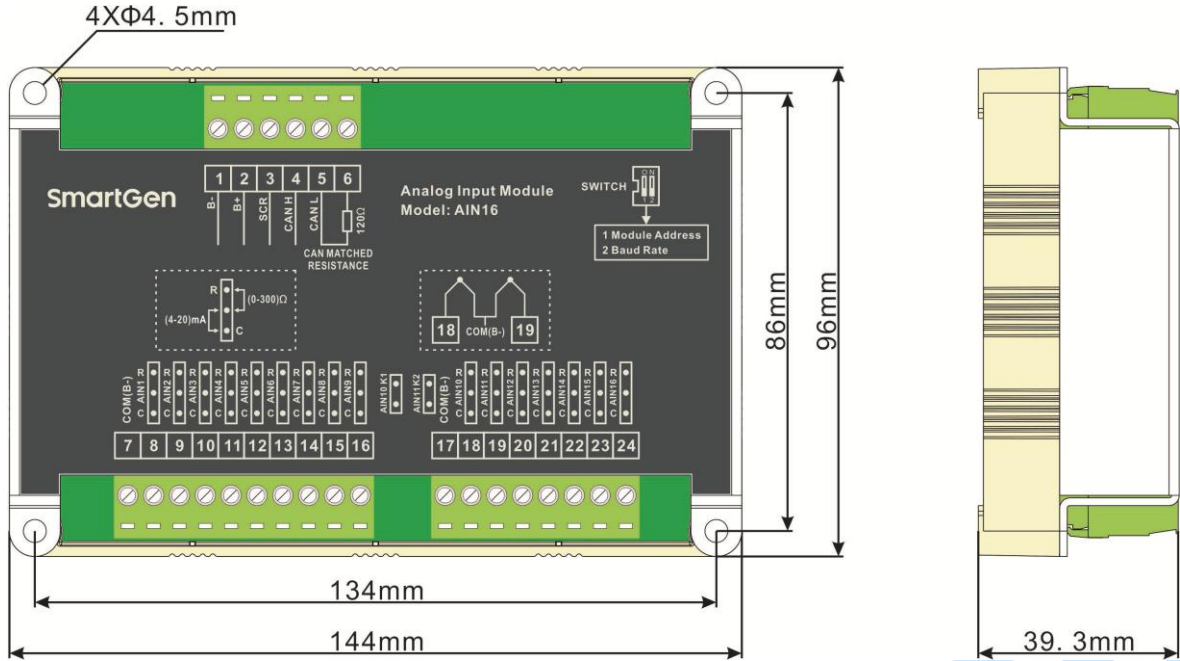 4XΦ4. 5mm
SmartGen
1 2 3 4 5 6
B-
B+
SCR
CAN H
CAN L
120Ω
CAN MATCHED
RESISTANCE
Analog Input Module
Model: AIN16
SWITCH
ON
1 2
1 Module Address
2 Baud Rate
R
(0-300)Ω
(4-20)mA
C
18 COM(B-) 19
COM(B-)
R AIN1 C
R AIN2 C
R AIN3 C
R AIN4 C
R AIN5 C
R AIN6 C
R AIN7 C
R AIN8 C
R AIN9 C
AIN10 K1
AIN11 K2
COM(B-)
R AIN10 C
R AIN11 C
R AIN12 C
R AIN13 C
R AIN14 C
R AIN15 C
R AIN16 C
7 8 9 10 11 12 13 14 15 16
17 18 19 20 21 22 23 24
86mm
96mm
134mm
144mm
39. 3mm